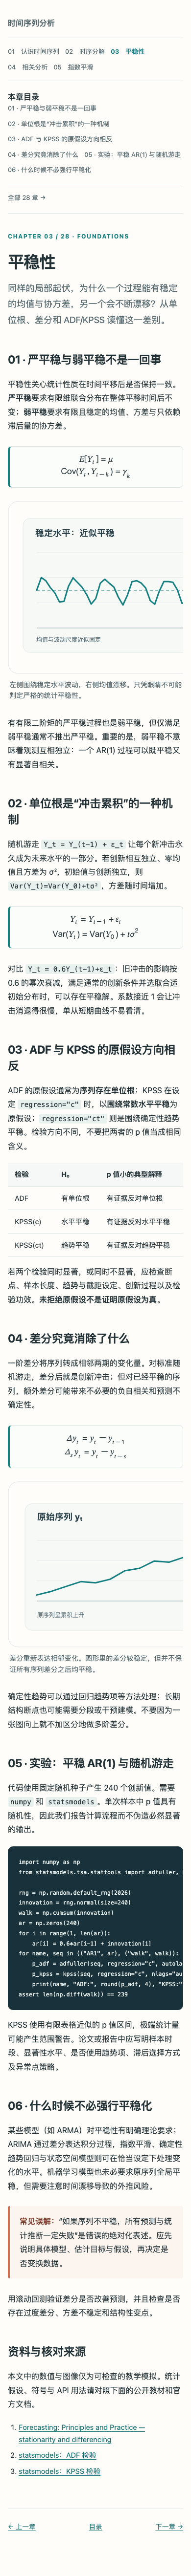 时间序列分析
01 认识时间序列 02 时序分解 03 平稳性
04 相关分析 05 指数平滑
本章目录
01 · 严平稳与弱平稳不是一回事
02 · 单位根是“冲击累积”的一种机制
03 · ADF 与 KPSS 的原假设方向相反
04 · 差分究竟消除了什么 05 · 实验：平稳 AR(1) 与随机游走
06 · 什么时候不必强行平稳化
全部 28 章 →
CHAPTER 03 / 28 · FOUNDATIONS
平稳性
同样的局部起伏，为什么一个过程能有稳定
的均值与协方差，另一个会不断漂移？从单
位根、差分和 ADF/KPSS 读懂这一差别。
01 · 严平稳与弱平稳不是一回事
平稳性关心统计性质在时间平移后是否保持一致。
严平稳要求有限维联合分布在整体平移时间后不
变；弱平稳要求有限且稳定的均值、方差与只依赖
滞后量的协方差。
E[Y_t] = μ
Cov(Y_t, Y_{t−k}) = γ_k
稳定水平：近似平稳
均值与波动尺度近似固定
左侧围绕稳定水平波动，右侧均值漂移。只凭眼睛不可能
判定严格的统计平稳性。
有有限二阶矩的严平稳过程也是弱平稳，但仅满足
弱平稳通常不推出严平稳。重要的是，弱平稳不意
味着观测互相独立：一个 AR(1) 过程可以既平稳又
有显著自相关。
02 · 单位根是“冲击累积”的一种机
制
随机游走 Y_t = Y_(t−1) + ε_t 让每个新冲击永
久成为未来水平的一部分。若创新相互独立、零均
值且方差为 σ²，初始值与创新独立，则
Var(Y_t)=Var(Y_0)+tσ² ，方差随时间增加。
Y_t = Y_{t−1} + ε_t
Var(Y_t) = Var(Y_0) + tσ²
对比 Y_t = 0.6Y_(t−1)+ε_t ：旧冲击的影响按
0.6 的幂次衰减，满足通常的创新条件并选取合适
初始分布时，可以存在平稳解。系数接近 1 会让冲
击消退得很慢，单从短期曲线不易看清。
03 · ADF 与 KPSS 的原假设方向相
反
ADF 的原假设通常为序列存在单位根；KPSS 在设
定 regression="c" 时，以围绕常数水平平稳为
原假设； regression="ct" 则是围绕确定性趋势
平稳。检验方向不同，不要把两者的 p 值当成相同
含义。
检验 H₀ p 值小的典型解释
ADF 有单位根 有证据反对单位根
KPSS(c) 水平平稳 有证据反对水平平稳
KPSS(ct) 趋势平稳 有证据反对趋势平稳
若两个检验同时显著，或同时不显著，应检查断
点、样本长度、趋势与截距设定、创新过程以及检
验功效。未拒绝原假设不是证明原假设为真。
04 · 差分究竟消除了什么
一阶差分将序列转成相邻两期的变化量。对标准随
机游走，差分后就是创新冲击；但对已平稳的序
列，额外差分可能带来不必要的负自相关和预测不
确定性。
Δy_t = y_t − y_{t−1}
Δ_s y_t = y_t − y_{t−s}
原始序列 yₜ
原序列呈累积上升
差分重新表达相邻变化。图形里的差分较稳定，但并不保
证所有序列差分之后均平稳。
确定性趋势可以通过回归趋势项等方法处理；长期
结构断点也可能需要分段或干预建模。不要因为一
张图向上就不加区分地做多阶差分。
05 · 实验：平稳 AR(1) 与随机游走
代码使用固定随机种子产生 240 个创新值。需要
numpy 和 statsmodels 。单次样本中 p 值具有
随机性，因此我们报告计算流程而不伪造必然显著
的输出。
import numpy as np
from statsmodels.tsa.stattools import adfuller,
rng = np.random.default_rng(2026)
innovation = rng.normal(size=240)
walk = np.cumsum(innovation)
ar = np.zeros(240)
for i in range(1, len(ar)):
ar[i] = 0.6*ar[i-1] + innovation[i]
for name, seq in (("AR1", ar), ("walk", walk)):
p_adf = adfuller(seq, regression="c", autola
p_kpss = kpss(seq, regression="c", nlags="au
print(name, "ADF:", round(p_adf, 4), "KPSS:"
assert len(np.diff(walk)) == 239
KPSS 使用有限表格近似的 p 值区间，极端统计量
可能产生范围警告。论文或报告中应写明样本时
段、显著性水平、是否使用趋势项、滞后选择方式
及异常点策略。
06 · 什么时候不必强行平稳化
某些模型（如 ARMA）对平稳性有明确理论要求；
ARIMA 通过差分表达积分过程，指数平滑、确定性
趋势回归与状态空间模型则可在恰当设定下处理变
化的水平。机器学习模型也未必要求原序列全局平
稳，但需要注意时间漂移导致的外推风险。
常见误解：“如果序列不平稳，所有预测与统
计推断一定失败”是错误的绝对化表述。应先
说明具体模型、估计目标与假设，再决定是
否变换数据。
用滚动回测验证差分是否改善预测，并且检查是否
存在过度差分、方差不稳定和结构性变点。
资料与核对来源
本文中的数值与图像仅为可检查的教学模拟。统计
假设、符号与 API 用法请对照下面的公开教材和官
方文档。
1. Forecasting: Principles and Practice —
stationarity and differencing
2. statsmodels：ADF 检验
3. statsmodels：KPSS 检验
← 上一章 目录 下一章 →